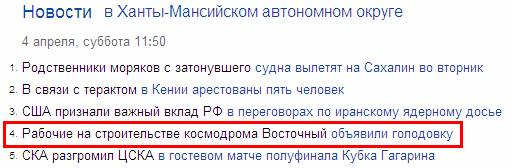 Новости в Ханты-Мансийском автономном округе
4 апреля, суббота 11:50
1. Родственники моряков с затонувшего судна вылетят на Сахалин во вторник
2. В связи с терактом в Кении арестованы пять человек
3. США признали важный вклад РФ в переговорах по иранскому ядерному досье
4. Рабочие на строительстве космодрома Восточный объявили голодовку
5. СКА разгромил ЦСКА в гостевом матче полуфинала Кубка Гагарина